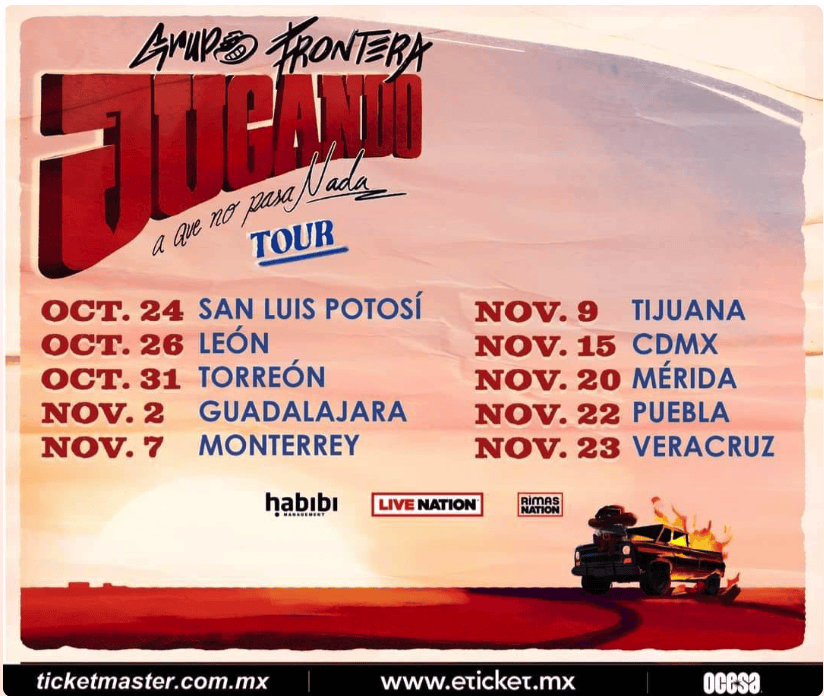 GRUPO FRONTERA
JUGANDO
a que no pasa Nada
TOUR
OCT. 24 SAN LUIS POTOSÍ
OCT. 26 LEÓN
OCT. 31 TORREÓN
NOV. 2 GUADALAJARA
NOV. 7 MONTERREY
NOV. 9 TIJUANA
NOV. 15 CDMX
NOV. 20 MÉRIDA
NOV. 22 PUEBLA
NOV. 23 VERACRUZ
habibi
MANAGEMENT
LIVE NATION
RIMAS
NATION
ticketmaster.com.mx
www.eticket.mx
ocesa